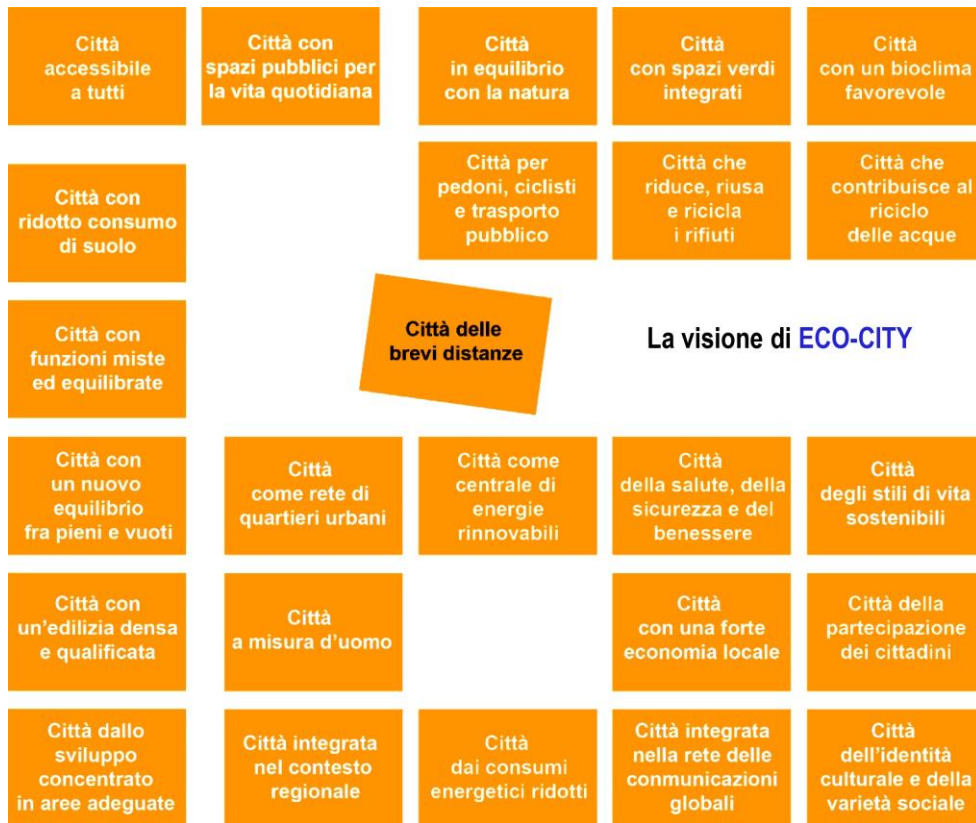 Città
accessibile
a tutti
Città con
spazi pubblici per
la vita quotidiana
Città
in equilibrio
con la natura
Città
con spazi verdi
integrati
Città
con un bioclima
favorevole
Città con
ridotto consumo
di suolo
Città per
pedoni, ciclisti
e trasporto
pubblico
Città che
riduce, riusa
e ricicla
i rifiuti
Città che
contribuisce al
riciclo
delle acque
Città con
funzioni miste
ed equilibrate
Città delle
brevi distanze
La visione di ECO-CITY
Città con
un nuovo
equilibrio
fra pieni e vuoti
Città
come rete di
quartieri urbani
Città come
centrale di
energie
rinnovabili
Città
della salute, della
sicurezza e del
benessere
Città
degli stili di vita
sostenibili
Città con
un'edilizia densa
e qualificata
Città
a misura d'uomo
Città
con una forte
economia locale
Città della
partecipazione
dei cittadini
Città dallo
sviluppo
concentrato
in aree adeguate
Città integrata
nel contesto
regionale
Città
dai consumi
energetici ridotti
Città integrata
nella rete delle
conmunicazioni
globali
Città
dell'identità
culturale e della
varietà sociale